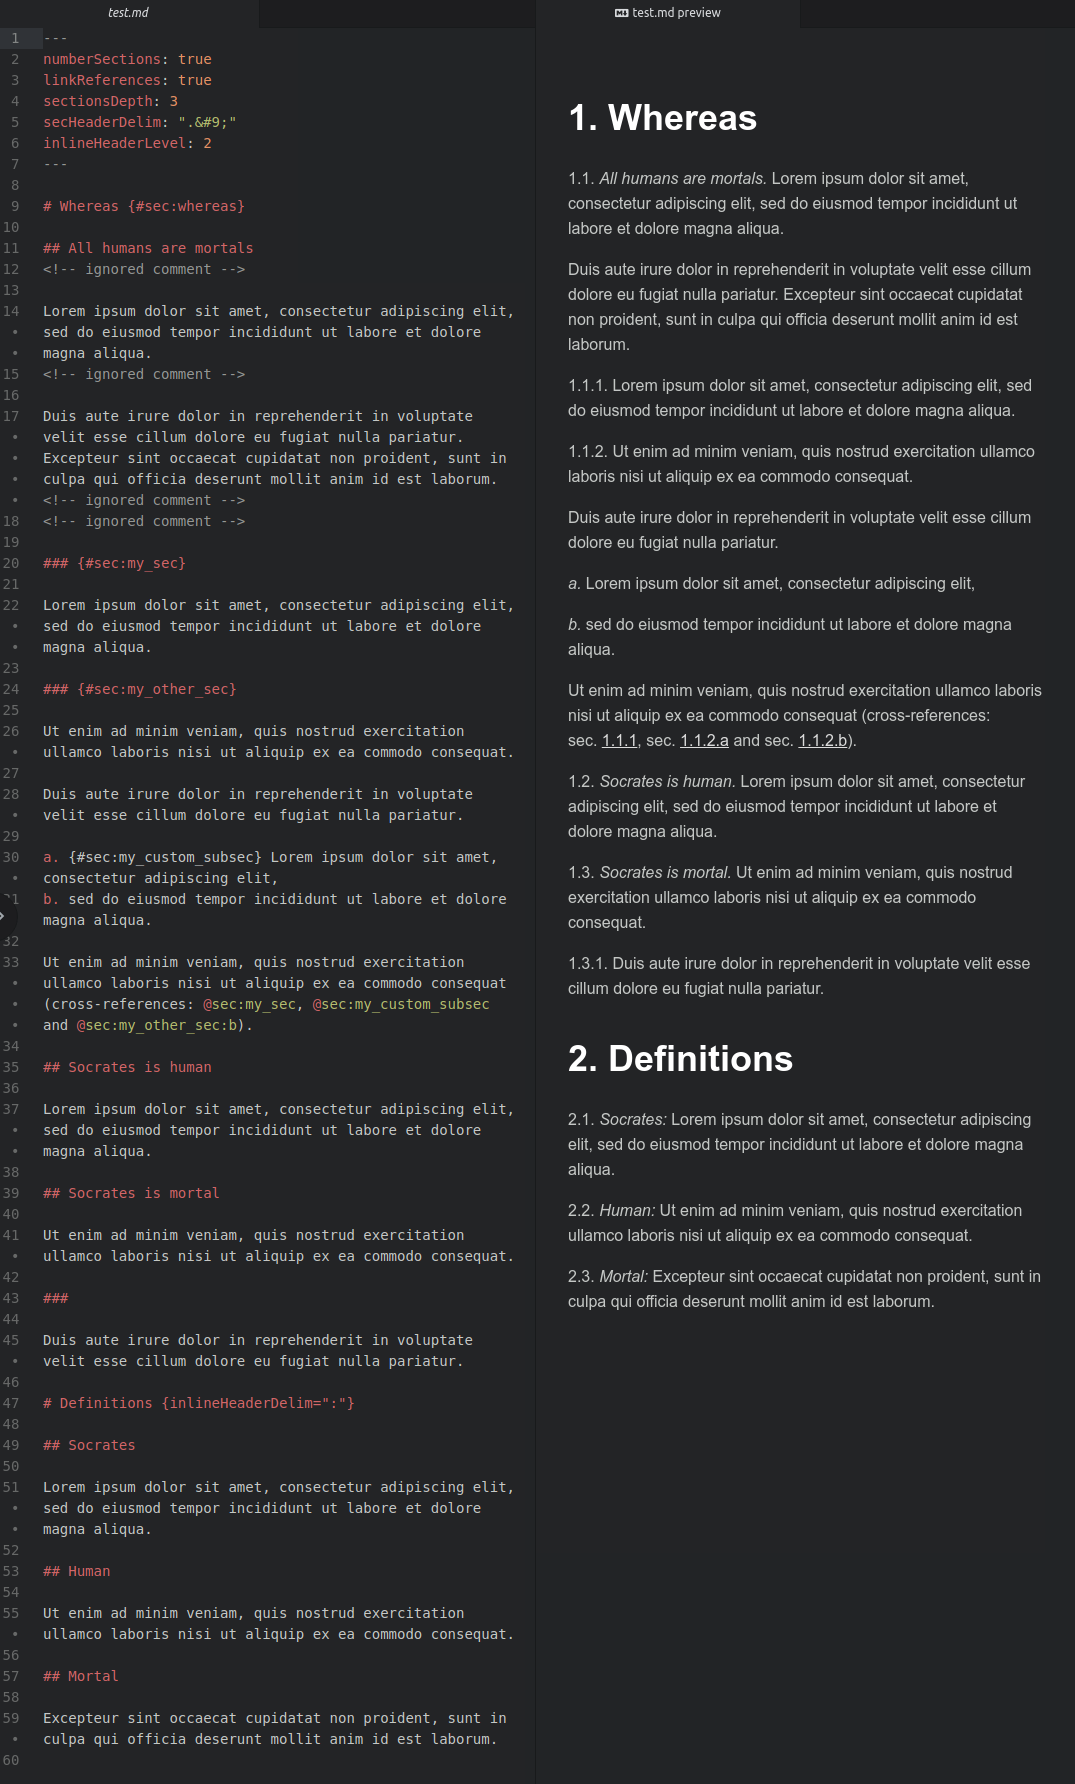 test.md
1 ---
2 numberSections: true
3 linkReferences: true
4 sectionsDepth: 3
5 secHeaderDelim: ".&#9;"
6 inlineHeaderLevel: 2
7 ---
8
9 # Whereas {#sec:whereas}
10
11 ## All humans are mortals
12 <!-- ignored comment -->
13
14 Lorem ipsum dolor sit amet, consectetur adipiscing elit,
• sed do eiusmod tempor incididunt ut labore et dolore
• magna aliqua.
15 <!-- ignored comment -->
16
17 Duis aute irure dolor in reprehenderit in voluptate
• velit esse cillum dolore eu fugiat nulla pariatur.
• Excepteur sint occaecat cupidatat non proident, sunt in
• culpa qui officia deserunt mollit anim id est laborum.
• <!-- ignored comment -->
18 <!-- ignored comment -->
19
20 ### {#sec:my_sec}
21
22 Lorem ipsum dolor sit amet, consectetur adipiscing elit,
• sed do eiusmod tempor incididunt ut labore et dolore
• magna aliqua.
23
24 ### {#sec:my_other_sec}
25
26 Ut enim ad minim veniam, quis nostrud exercitation
• ullamco laboris nisi ut aliquip ex ea commodo consequat.
27
28 Duis aute irure dolor in reprehenderit in voluptate
• velit esse cillum dolore eu fugiat nulla pariatur.
29
30 a. {#sec:my_custom_subsec} Lorem ipsum dolor sit amet,
• consectetur adipiscing elit,
31 b. sed do eiusmod tempor incididunt ut labore et dolore
magna aliqua.
32
33 Ut enim ad minim veniam, quis nostrud exercitation
• ullamco laboris nisi ut aliquip ex ea commodo consequat
• (cross-references: @sec:my_sec, @sec:my_custom_subsec
• and @sec:my_other_sec:b).
34
35 ## Socrates is human
36
37 Lorem ipsum dolor sit amet, consectetur adipiscing elit,
• sed do eiusmod tempor incididunt ut labore et dolore
• magna aliqua.
38
39 ## Socrates is mortal
40
41 Ut enim ad minim veniam, quis nostrud exercitation
• ullamco laboris nisi ut aliquip ex ea commodo consequat.
42
43 ###
44
45 Duis aute irure dolor in reprehenderit in voluptate
• velit esse cillum dolore eu fugiat nulla pariatur.
46
47 # Definitions {inlineHeaderDelim=":"}
48
49 ## Socrates
50
51 Lorem ipsum dolor sit amet, consectetur adipiscing elit,
• sed do eiusmod tempor incididunt ut labore et dolore
• magna aliqua.
52
53 ## Human
54
55 Ut enim ad minim veniam, quis nostrud exercitation
• ullamco laboris nisi ut aliquip ex ea commodo consequat.
56
57 ## Mortal
58
59 Excepteur sint occaecat cupidatat non proident, sunt in
• culpa qui officia deserunt mollit anim id est laborum.
60
test.md preview
1. Whereas
1.1. All humans are mortals. Lorem ipsum dolor sit amet,
consectetur adipiscing elit, sed do eiusmod tempor incididunt ut
labore et dolore magna aliqua.
Duis aute irure dolor in reprehenderit in voluptate velit esse cillum
dolore eu fugiat nulla pariatur. Excepteur sint occaecat cupidatat
non proident, sunt in culpa qui officia deserunt mollit anim id est
laborum.
1.1.1. Lorem ipsum dolor sit amet, consectetur adipiscing elit, sed
do eiusmod tempor incididunt ut labore et dolore magna aliqua.
1.1.2. Ut enim ad minim veniam, quis nostrud exercitation ullamco
laboris nisi ut aliquip ex ea commodo consequat.
Duis aute irure dolor in reprehenderit in voluptate velit esse cillum
dolore eu fugiat nulla pariatur.
a. Lorem ipsum dolor sit amet, consectetur adipiscing elit,
b. sed do eiusmod tempor incididunt ut labore et dolore magna
aliqua.
Ut enim ad minim veniam, quis nostrud exercitation ullamco laboris
nisi ut aliquip ex ea commodo consequat (cross-references:
sec. 1.1.1, sec. 1.1.2.a and sec. 1.1.2.b).
1.2. Socrates is human. Lorem ipsum dolor sit amet, consectetur
adipiscing elit, sed do eiusmod tempor incididunt ut labore et
dolore magna aliqua.
1.3. Socrates is mortal. Ut enim ad minim veniam, quis nostrud
exercitation ullamco laboris nisi ut aliquip ex ea commodo
consequat.
1.3.1. Duis aute irure dolor in reprehenderit in voluptate velit esse
cillum dolore eu fugiat nulla pariatur.
2. Definitions
2.1. Socrates: Lorem ipsum dolor sit amet, consectetur adipiscing
elit, sed do eiusmod tempor incididunt ut labore et dolore magna
aliqua.
2.2. Human: Ut enim ad minim veniam, quis nostrud exercitation
ullamco laboris nisi ut aliquip ex ea commodo consequat.
2.3. Mortal: Excepteur sint occaecat cupidatat non proident, sunt in
culpa qui officia deserunt mollit anim id est laborum.